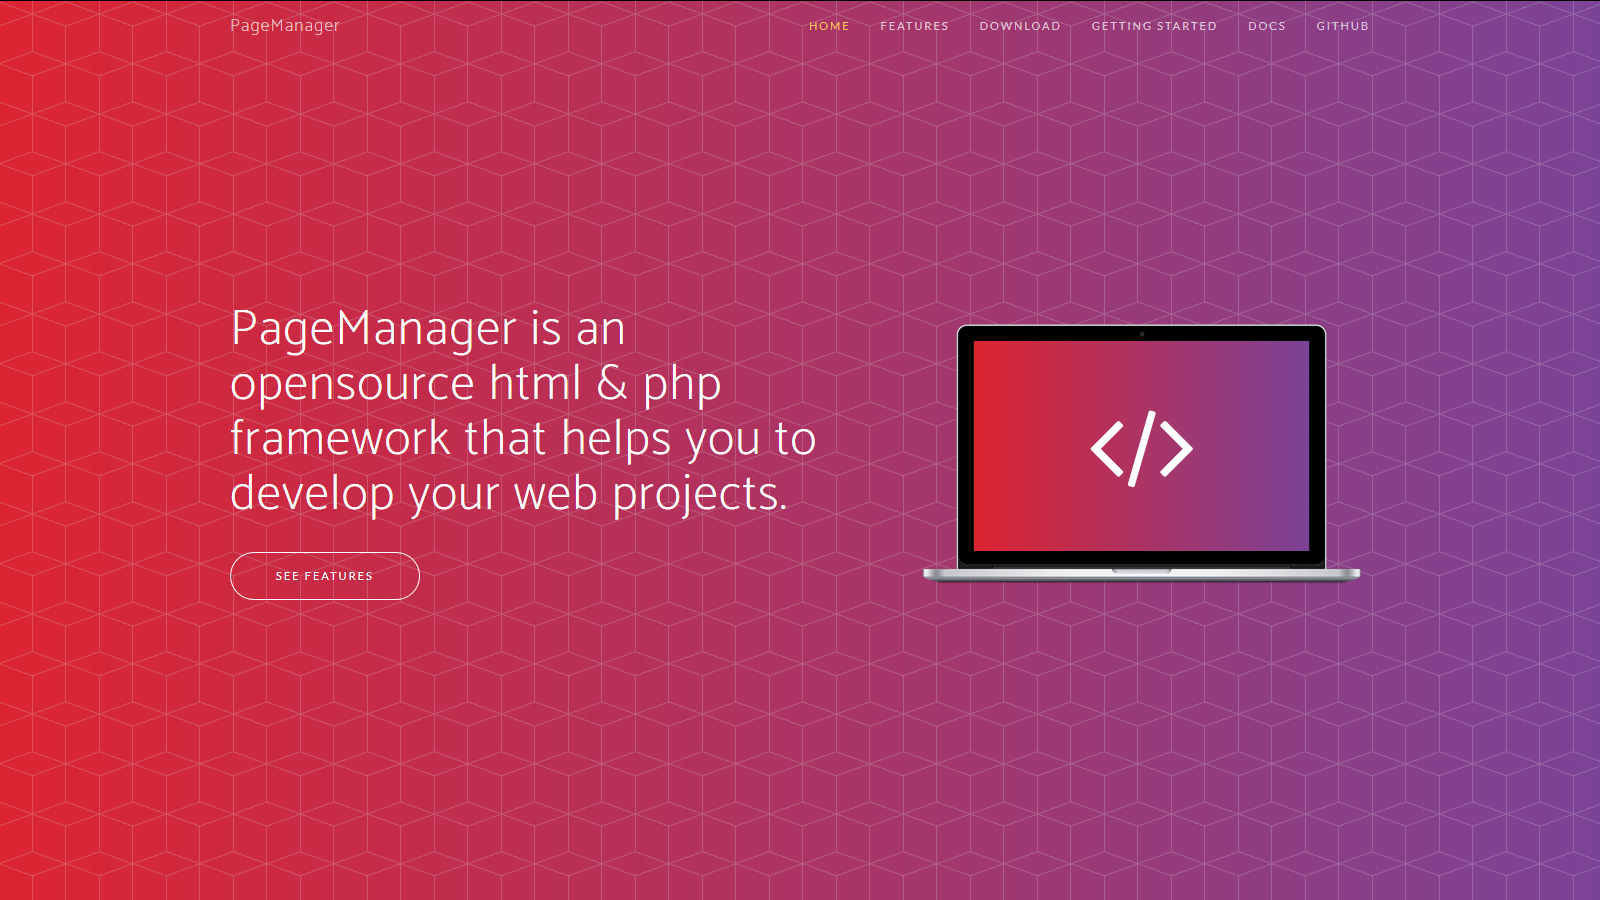 PageManager
HOME FEATURES DOWNLOAD GETTING STARTED DOCS GITHUB
PageManager is an
opensource html & php
framework that helps you to
develop your web projects.
SEE FEATURES
</>